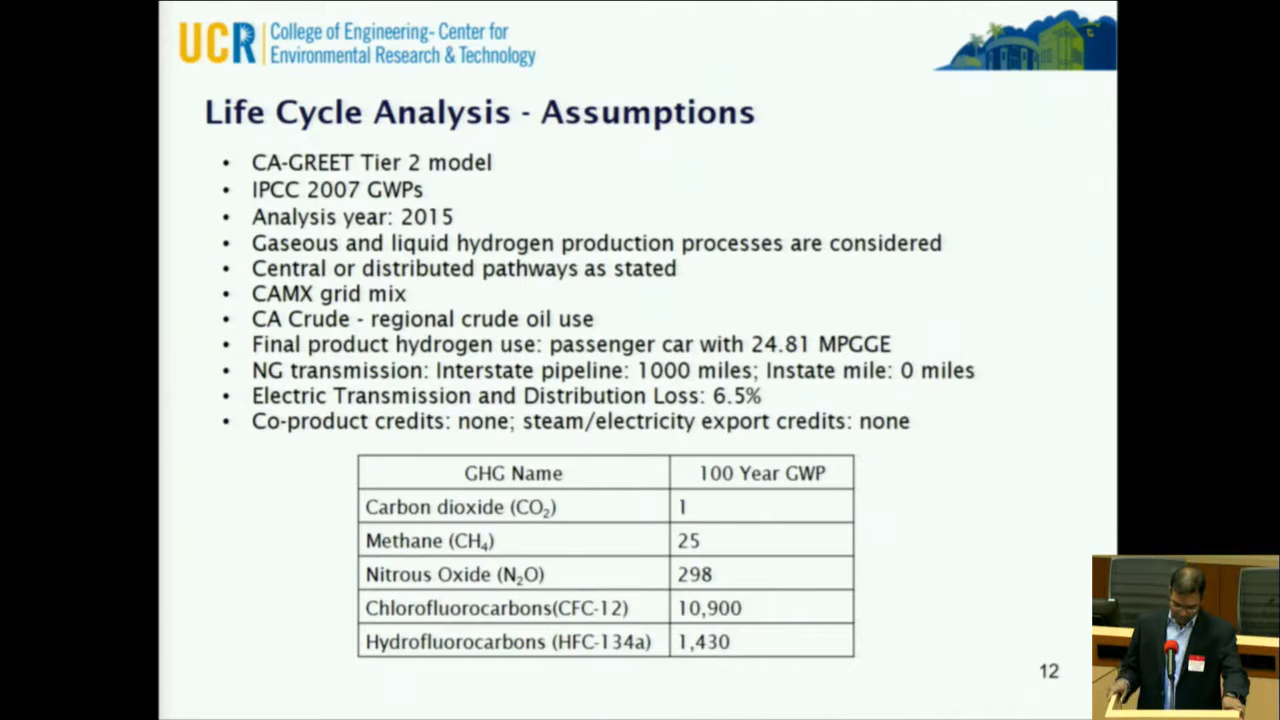 UCR
College of Engineering- Center for
Environmental Research & Technology
Life Cycle Analysis - Assumptions
• CA-GREET Tier 2 model
• IPCC 2007 GWPs
• Analysis year: 2015
• Gaseous and liquid hydrogen production processes are considered
• Central or distributed pathways as stated
• CAMX grid mix
• CA Crude - regional crude oil use
• Final product hydrogen use: passenger car with 24.81 MPGGE
• NG transmission: Interstate pipeline: 1000 miles; Instate mile: 0 miles
• Electric Transmission and Distribution Loss: 6.5%
• Co-product credits: none; steam/electricity export credits: none
GHG Name 100 Year GWP
Carbon dioxide (CO₂) 1
Methane (CH₄) 25
Nitrous Oxide (N₂O) 298
Chlorofluorocarbons(CFC-12) 10,900
Hydrofluorocarbons (HFC-134a) 1,430
12